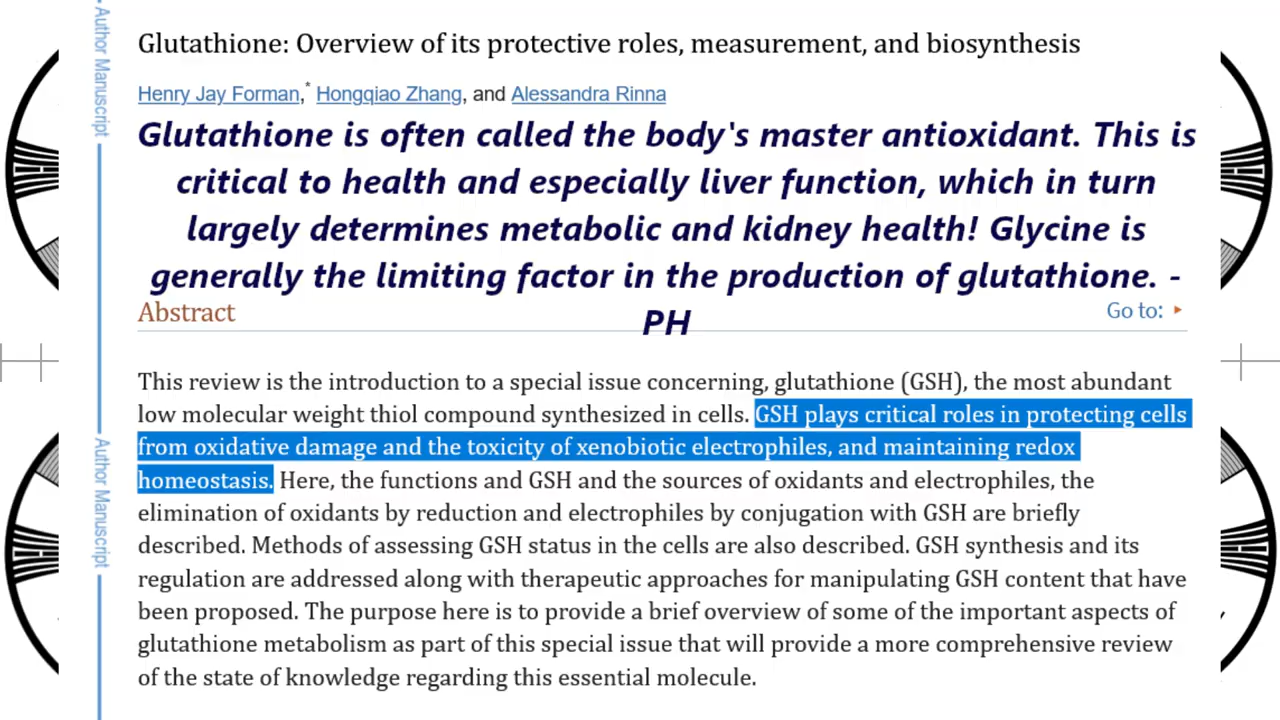 Author Manuscript
Author Manuscript
Glutathione: Overview of its protective roles, measurement, and biosynthesis
Henry Jay Forman,* Hongqiao Zhang, and Alessandra Rinna
Glutathione is often called the body's master antioxidant. This is
critical to health and especially liver function, which in turn
largely determines metabolic and kidney health! Glycine is
generally the limiting factor in the production of glutathione. -
PH
Abstract
Go to: ▸
This review is the introduction to a special issue concerning, glutathione (GSH), the most abundant
low molecular weight thiol compound synthesized in cells. GSH plays critical roles in protecting cells
from oxidative damage and the toxicity of xenobiotic electrophiles, and maintaining redox
homeostasis. Here, the functions and GSH and the sources of oxidants and electrophiles, the
elimination of oxidants by reduction and electrophiles by conjugation with GSH are briefly
described. Methods of assessing GSH status in the cells are also described. GSH synthesis and its
regulation are addressed along with therapeutic approaches for manipulating GSH content that have
been proposed. The purpose here is to provide a brief overview of some of the important aspects of
glutathione metabolism as part of this special issue that will provide a more comprehensive review
of the state of knowledge regarding this essential molecule.